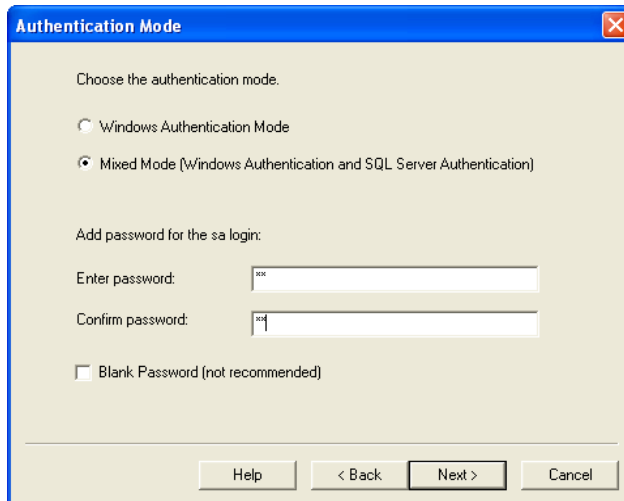 Authentication Mode
Choose the authentication mode.
Windows Authentication Mode
Mixed Mode (Windows Authentication and SQL Server Authentication)
Add password for the sa login:
Enter password: **
Confirm password: **
Blank Password (not recommended)
Help < Back Next > Cancel